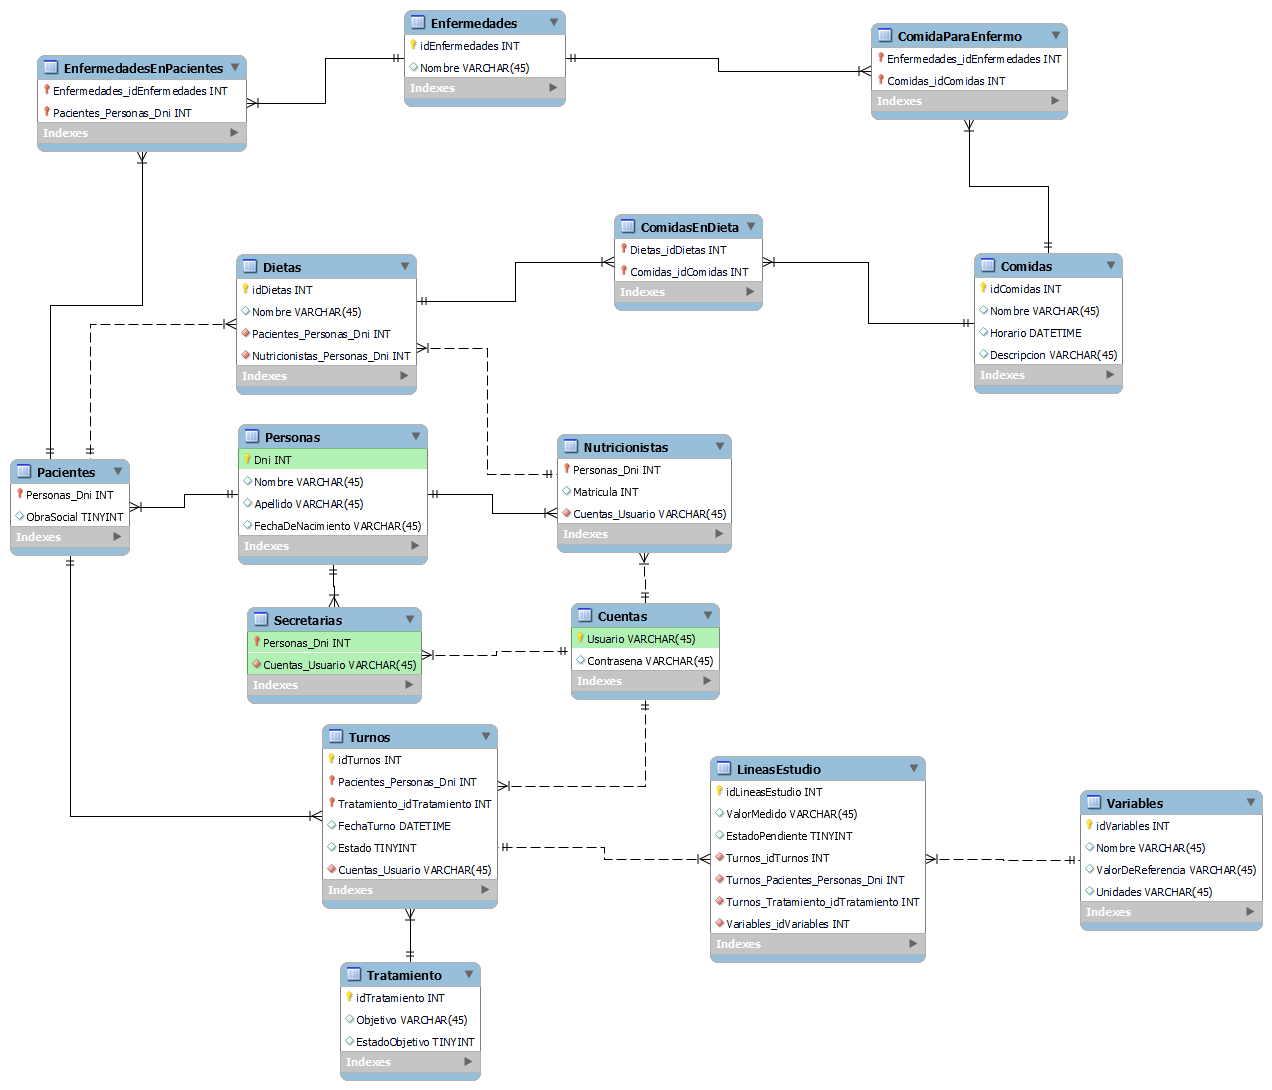 Enfermedades
idEnfermedades INT
Nombre VARCHAR(45)
Indexes
ComidaParaEnfermo
Enfermedades_idEnfermedades INT
Comidas_idComidas INT
Indexes
EnfermedadesEnPacientes
Enfermedades_idEnfermedades INT
Pacientes_Personas_Dni INT
Indexes
ComidasEnDieta
Dietas_idDietas INT
Comidas_idComidas INT
Indexes
Dietas
idDietas INT
Nombre VARCHAR(45)
Pacientes_Personas_Dni INT
Nutricionistas_Personas_Dni INT
Indexes
Comidas
idComidas INT
Nombre VARCHAR(45)
Horario DATETIME
Descripcion VARCHAR(45)
Indexes
Personas
Dni INT
Nombre VARCHAR(45)
Apellido VARCHAR(45)
FechaDeNacimiento VARCHAR(45)
Indexes
Nutricionistas
Personas_Dni INT
Matricula INT
Cuentas_Usuario VARCHAR(45)
Indexes
Pacientes
Personas_Dni INT
ObraSocial TINYINT
Indexes
Secretarias
Personas_Dni INT
Cuentas_Usuario VARCHAR(45)
Indexes
Cuentas
Usuario VARCHAR(45)
Contrasena VARCHAR(45)
Indexes
Turnos
idTurnos INT
Pacientes_Personas_Dni INT
Tratamiento_idTratamiento INT
FechaTurno DATETIME
Estado TINYINT
Cuentas_Usuario VARCHAR(45)
Indexes
LineasEstudio
idLineasEstudio INT
ValorMedido VARCHAR(45)
EstadoPendiente TINYINT
Turnos_idTurnos INT
Turnos_Pacientes_Personas_Dni INT
Turnos_Tratamiento_idTratamiento INT
Variables_idVariables INT
Indexes
Variables
idVariables INT
Nombre VARCHAR(45)
ValorDeReferencia VARCHAR(45)
Unidades VARCHAR(45)
Indexes
Tratamiento
idTratamiento INT
Objetivo VARCHAR(45)
EstadoObjetivo TINYINT
Indexes